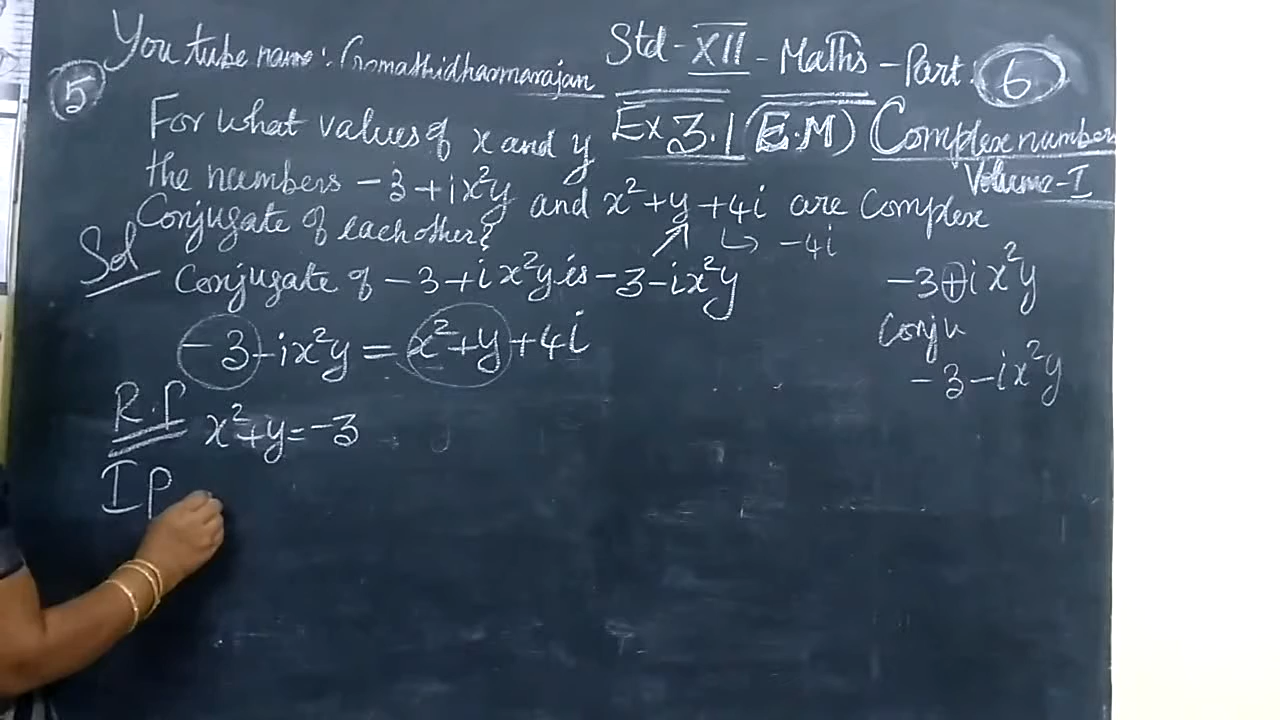 You tube name: Gomathidharmarajan
Std - XII - Maths - Part: 6
Ex 3.1 (E.M) Complex numbers
Volume - I
5
For what values of x and y
the numbers -3+ix²y and x²+y+4i are Complex
Conjugate of each other?
↳ -4i
Sol
Conjugate of -3+ix²y is -3-ix²y
-3-ix²y = x²+y+4i
R.P x²+y=-3
I P
-3+ix²y
Conju
-3-ix²y